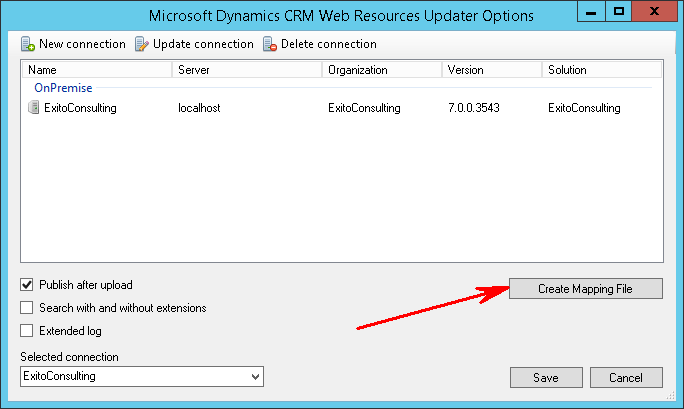 Microsoft Dynamics CRM Web Resources Updater Options
New connection Update connection Delete connection
Name Server Organization Version Solution
OnPremise
ExitoConsulting localhost ExitoConsulting 7.0.0.3543 ExitoConsulting
Publish after upload
Create Mapping File
Search with and without extensions
Extended log
Selected connection
ExitoConsulting
Save Cancel